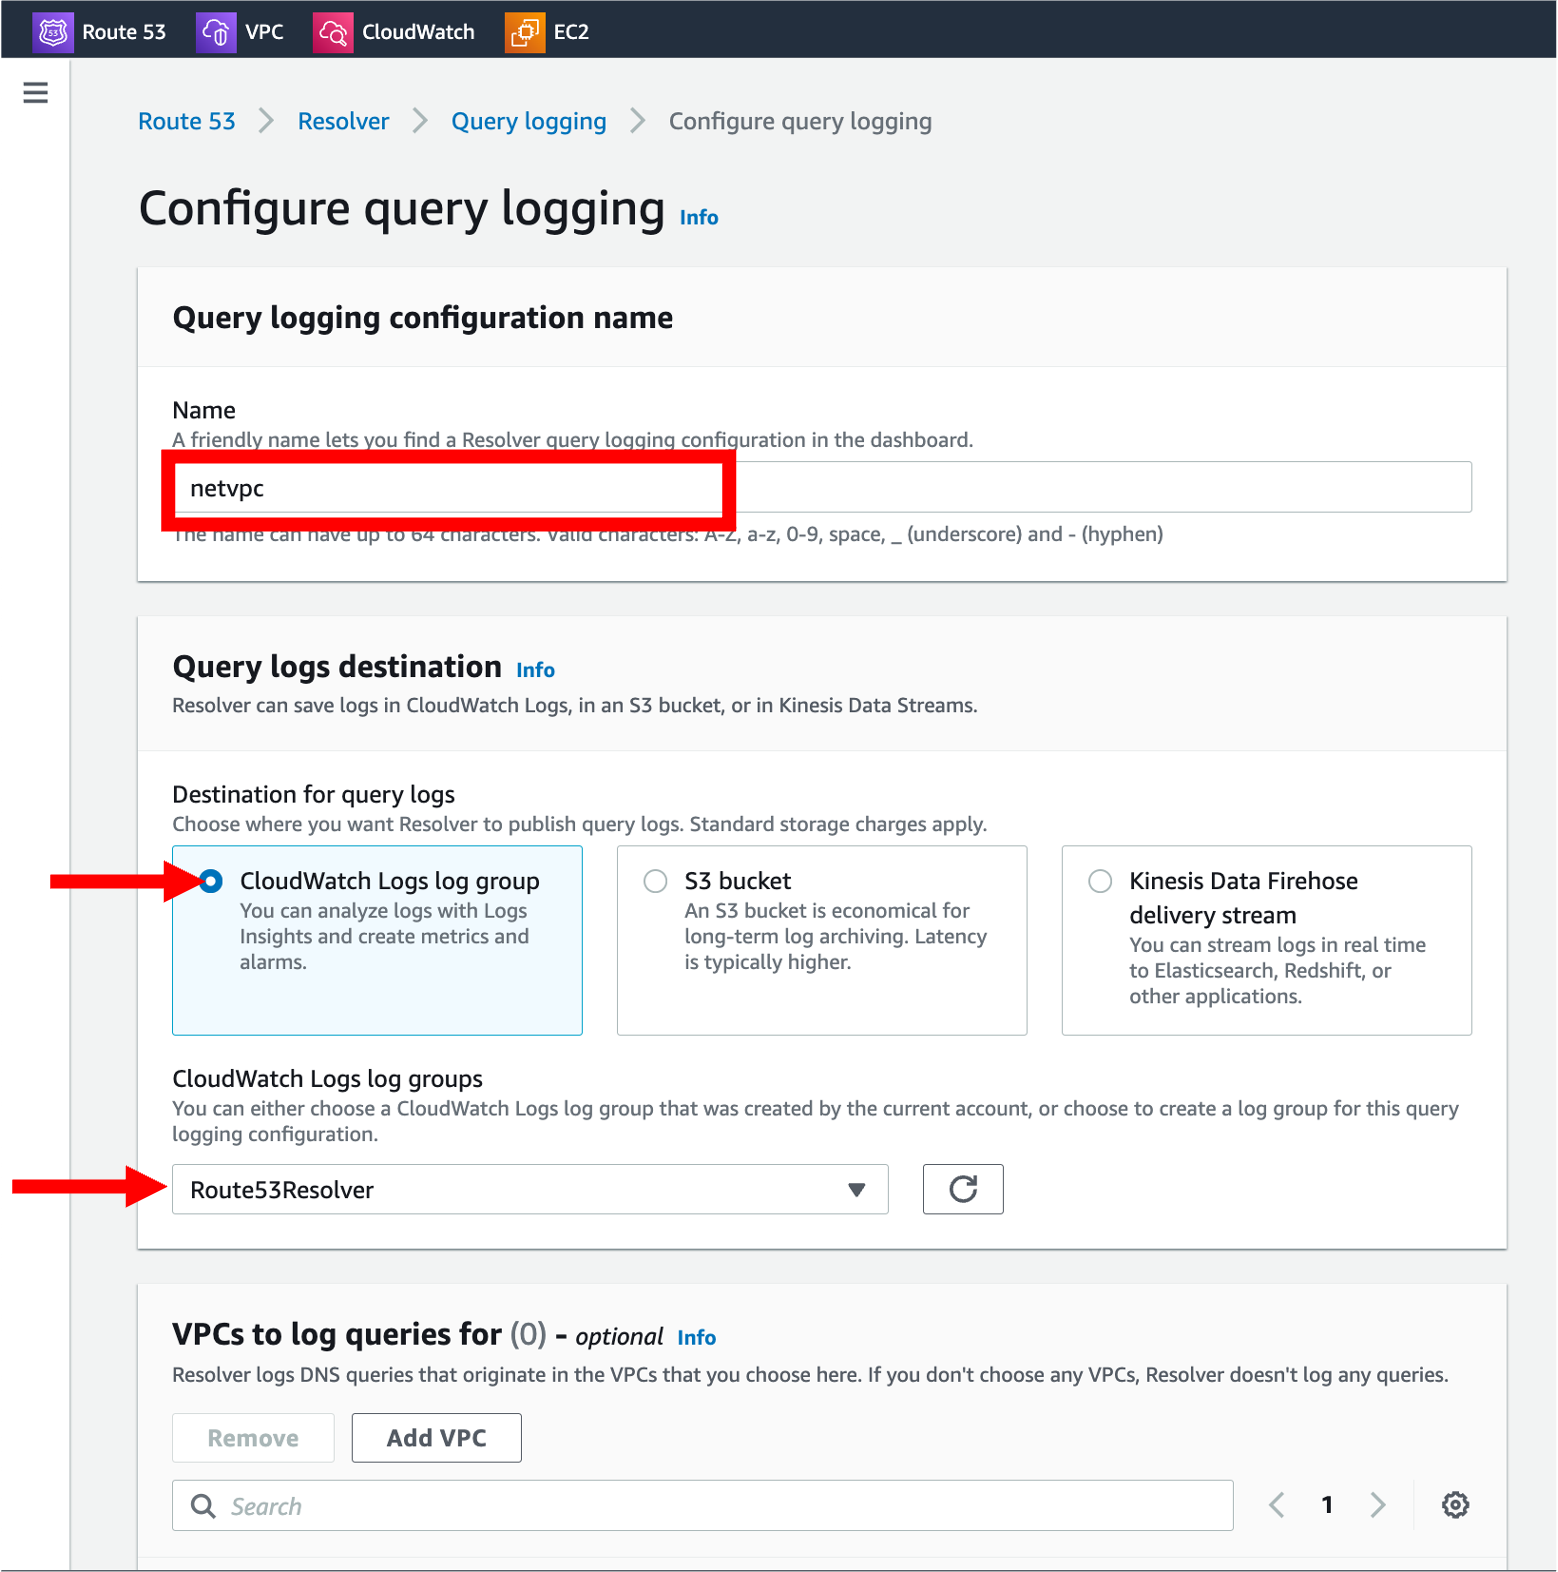 Route 53 VPC CloudWatch EC2
Route 53 > Resolver > Query logging > Configure query logging
Configure query logging Info
Query logging configuration name
Name
A friendly name lets you find a Resolver query logging configuration in the dashboard.
netvpc
The name can have up to 64 characters. Valid characters: A-Z, a-z, 0-9, space, _ (underscore) and - (hyphen)
Query logs destination Info
Resolver can save logs in CloudWatch Logs, in an S3 bucket, or in Kinesis Data Streams.
Destination for query logs
Choose where you want Resolver to publish query logs. Standard storage charges apply.
CloudWatch Logs log group
You can analyze logs with Logs
Insights and create metrics and
alarms.
S3 bucket
An S3 bucket is economical for
long-term log archiving. Latency
is typically higher.
Kinesis Data Firehose
delivery stream
You can stream logs in real time
to Elasticsearch, Redshift, or
other applications.
CloudWatch Logs log groups
You can either choose a CloudWatch Logs log group that was created by the current account, or choose to create a log group for this query
logging configuration.
Route53Resolver
VPCs to log queries for (0) - optional Info
Resolver logs DNS queries that originate in the VPCs that you choose here. If you don't choose any VPCs, Resolver doesn't log any queries.
Remove Add VPC
Search 1